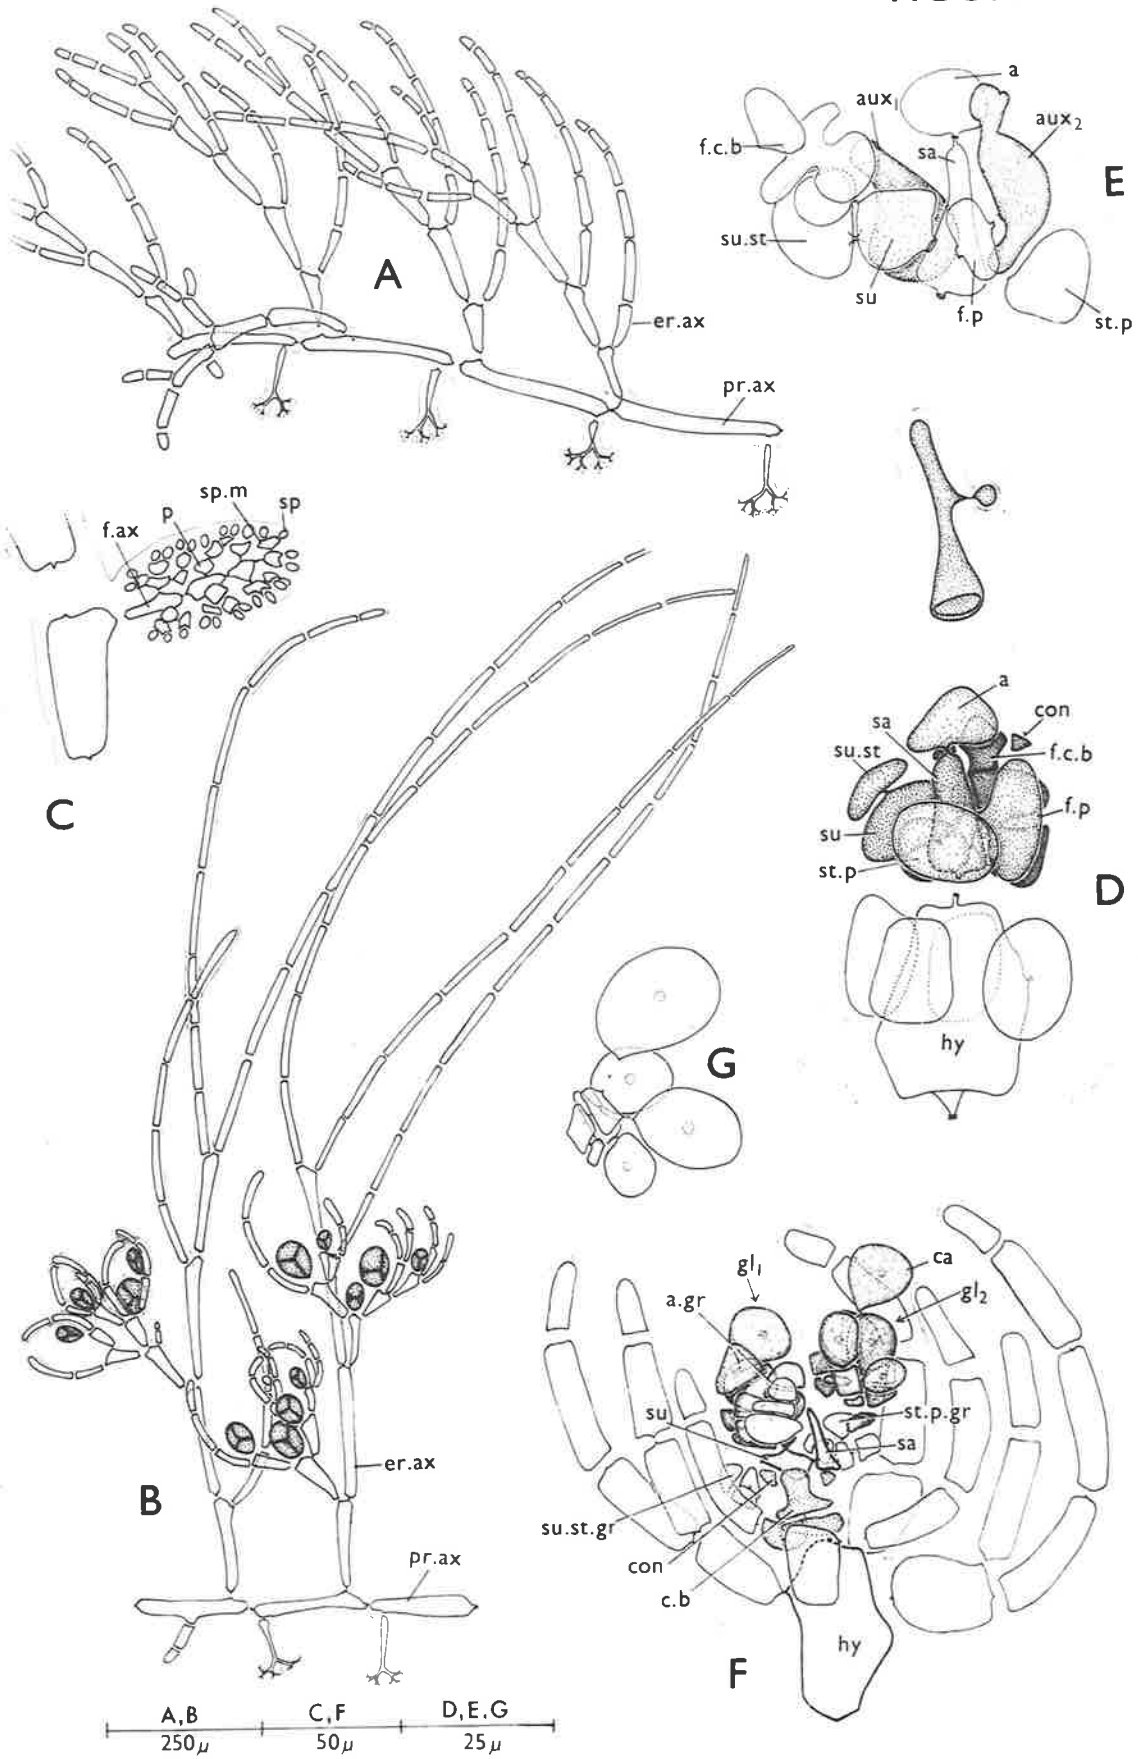 a
aux1
aux2
f.c.b
sa
E
su.st
su
f.p
st.p
A
er.ax
pr.ax
sp.m
sp
p
f.ax
C
a
con
sa
su.st
f.c.b
f.p
su
st.p
D
hy
G
ca
gl1
gl2
a.gr
su
st.p.gr
sa
er.ax
B
su.st.gr
con
c.b
pr.ax
hy
F
A,B C,F D,E,G
250μ 50μ 25μ